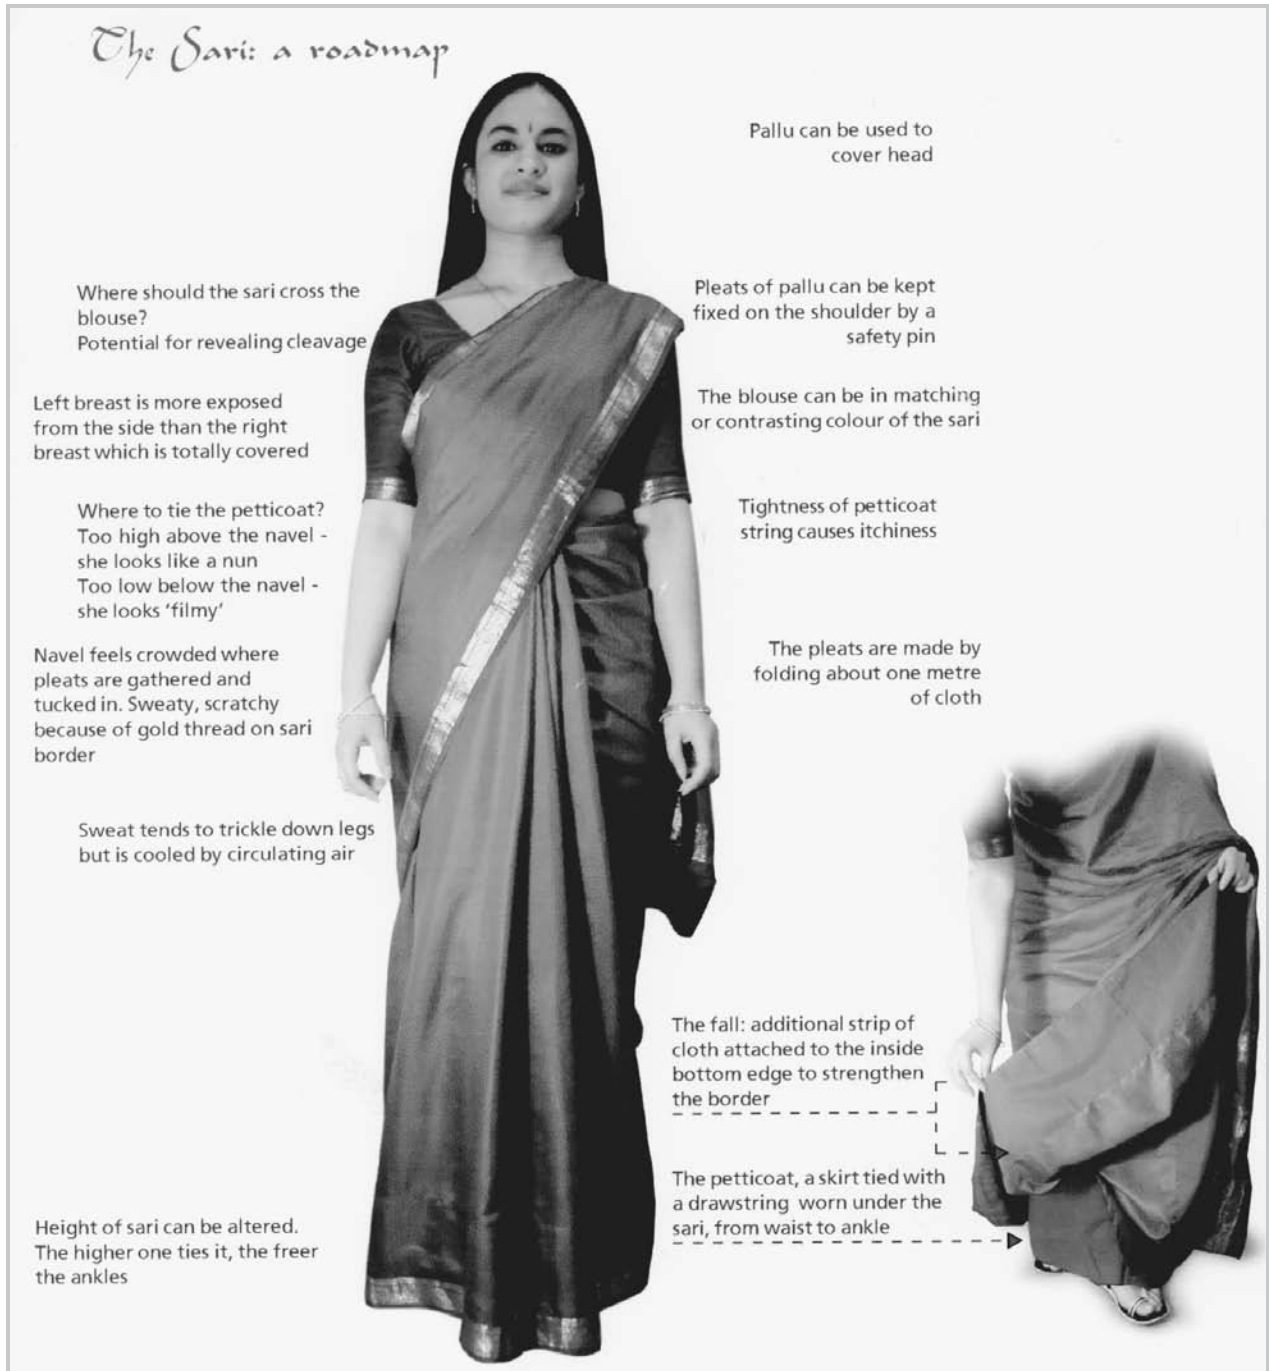 The Sari: a roadmap
Pallu can be used to
cover head
Where should the sari cross the
blouse?
Potential for revealing cleavage
Pleats of pallu can be kept
fixed on the shoulder by a
safety pin
Left breast is more exposed
from the side than the right
breast which is totally covered
The blouse can be in matching
or contrasting colour of the sari
Where to tie the petticoat?
Too high above the navel -
she looks like a nun
Too low below the navel -
she looks ‘filmy’
Tightness of petticoat
string causes itchiness
Navel feels crowded where
pleats are gathered and
tucked in. Sweaty, scratchy
because of gold thread on sari
border
The pleats are made by
folding about one metre
of cloth
Sweat tends to trickle down legs
but is cooled by circulating air
The fall: additional strip of
cloth attached to the inside
bottom edge to strengthen
the border
The petticoat, a skirt tied with
a drawstring worn under the
sari, from waist to ankle
Height of sari can be altered.
The higher one ties it, the freer
the ankles